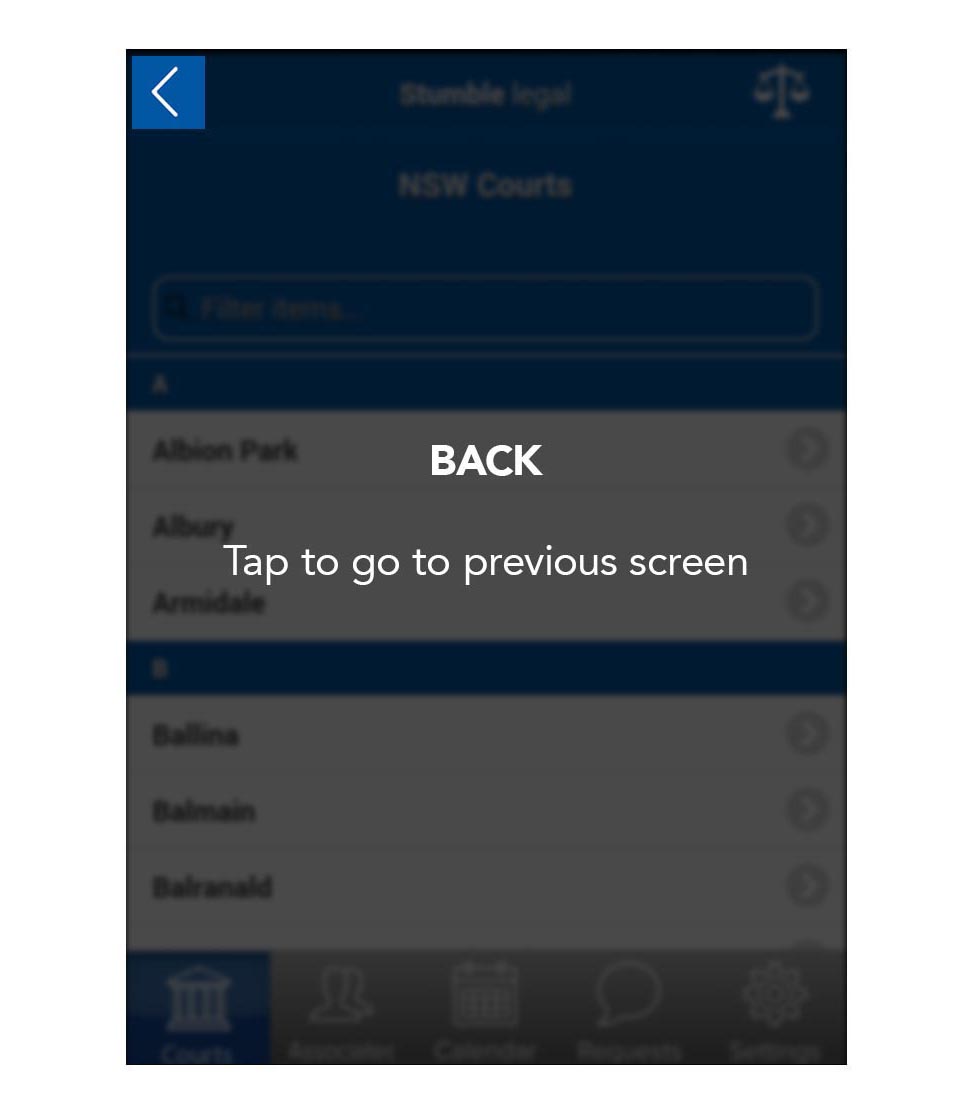 Stumble legal
NSW Courts
Filter items...
A
Albion Park
BACK
Albury
Tap to go to previous screen
Armidale
B
Ballina
Balmain
Balranald
Courts Associates Calendar Requests Settings